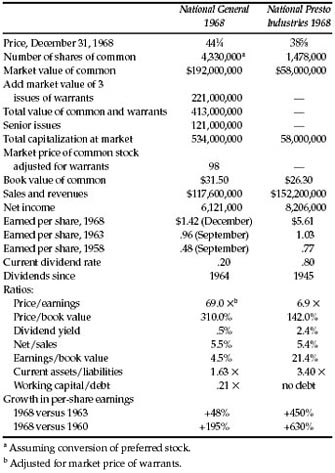 National General 1968 National Presto Industries 1968
Price, December 31, 1968 44¼ 38⅝
Number of shares of common 4,330,000a 1,478,000
Market value of common $192,000,000 $58,000,000
Add market value of 3
issues of warrants 221,000,000 —
Total value of common and warrants 413,000,000 —
Senior issues 121,000,000 —
Total capitalization at market 534,000,000 58,000,000
Market price of common stock
adjusted for warrants 98 —
Book value of common $31.50 $26.30
Sales and revenues $117,600,000 $152,200,000
Net income 6,121,000 8,206,000
Earned per share, 1968 $1.42 (December) $5.61
Earned per share, 1963 .96 (September) 1.03
Earned per share, 1958 .48 (September) .77
Current dividend rate .20 .80
Dividends since 1964 1945
Ratios:
Price/earnings 69.0 ×b 6.9 ×
Price/book value 310.0% 142.0%
Dividend yield .5% 2.4%
Net/sales 5.5% 5.4%
Earnings/book value 4.5% 21.4%
Current assets/liabilities 1.63 × 3.40 ×
Working capital/debt .21 × no debt
Growth in per-share earnings
1968 versus 1963 +48% +450%
1968 versus 1960 +195% +630%
a Assuming conversion of preferred stock.
b Adjusted for market price of warrants.